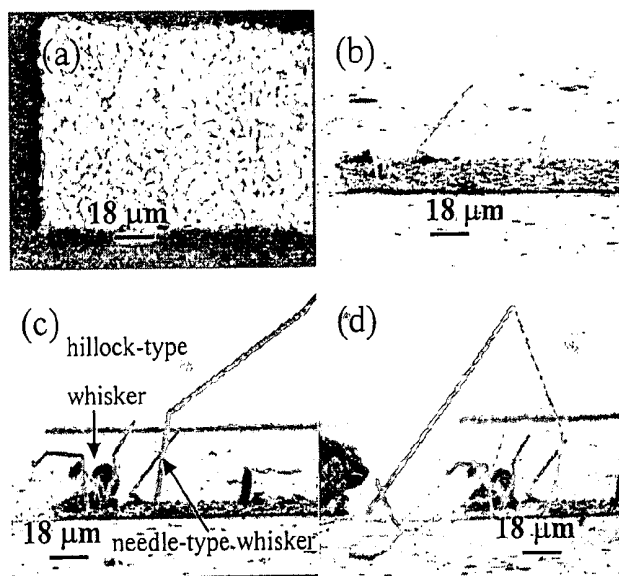 (a)
18 μm
(b)
18 μm
(c)
hillock-type
whisker
18 μm
needle-type whisker
(d)
18 μm